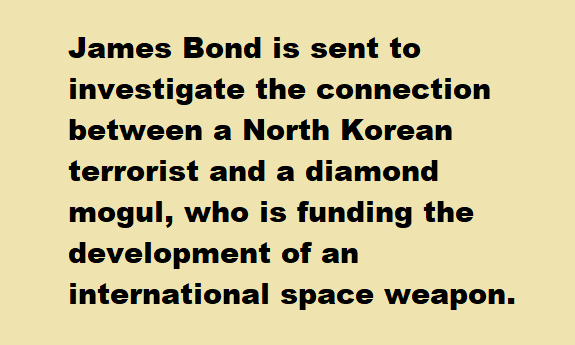 James Bond is sent to
investigate the connection
between a North Korean
terrorist and a diamond
mogul, who is funding the
development of an
international space weapon.